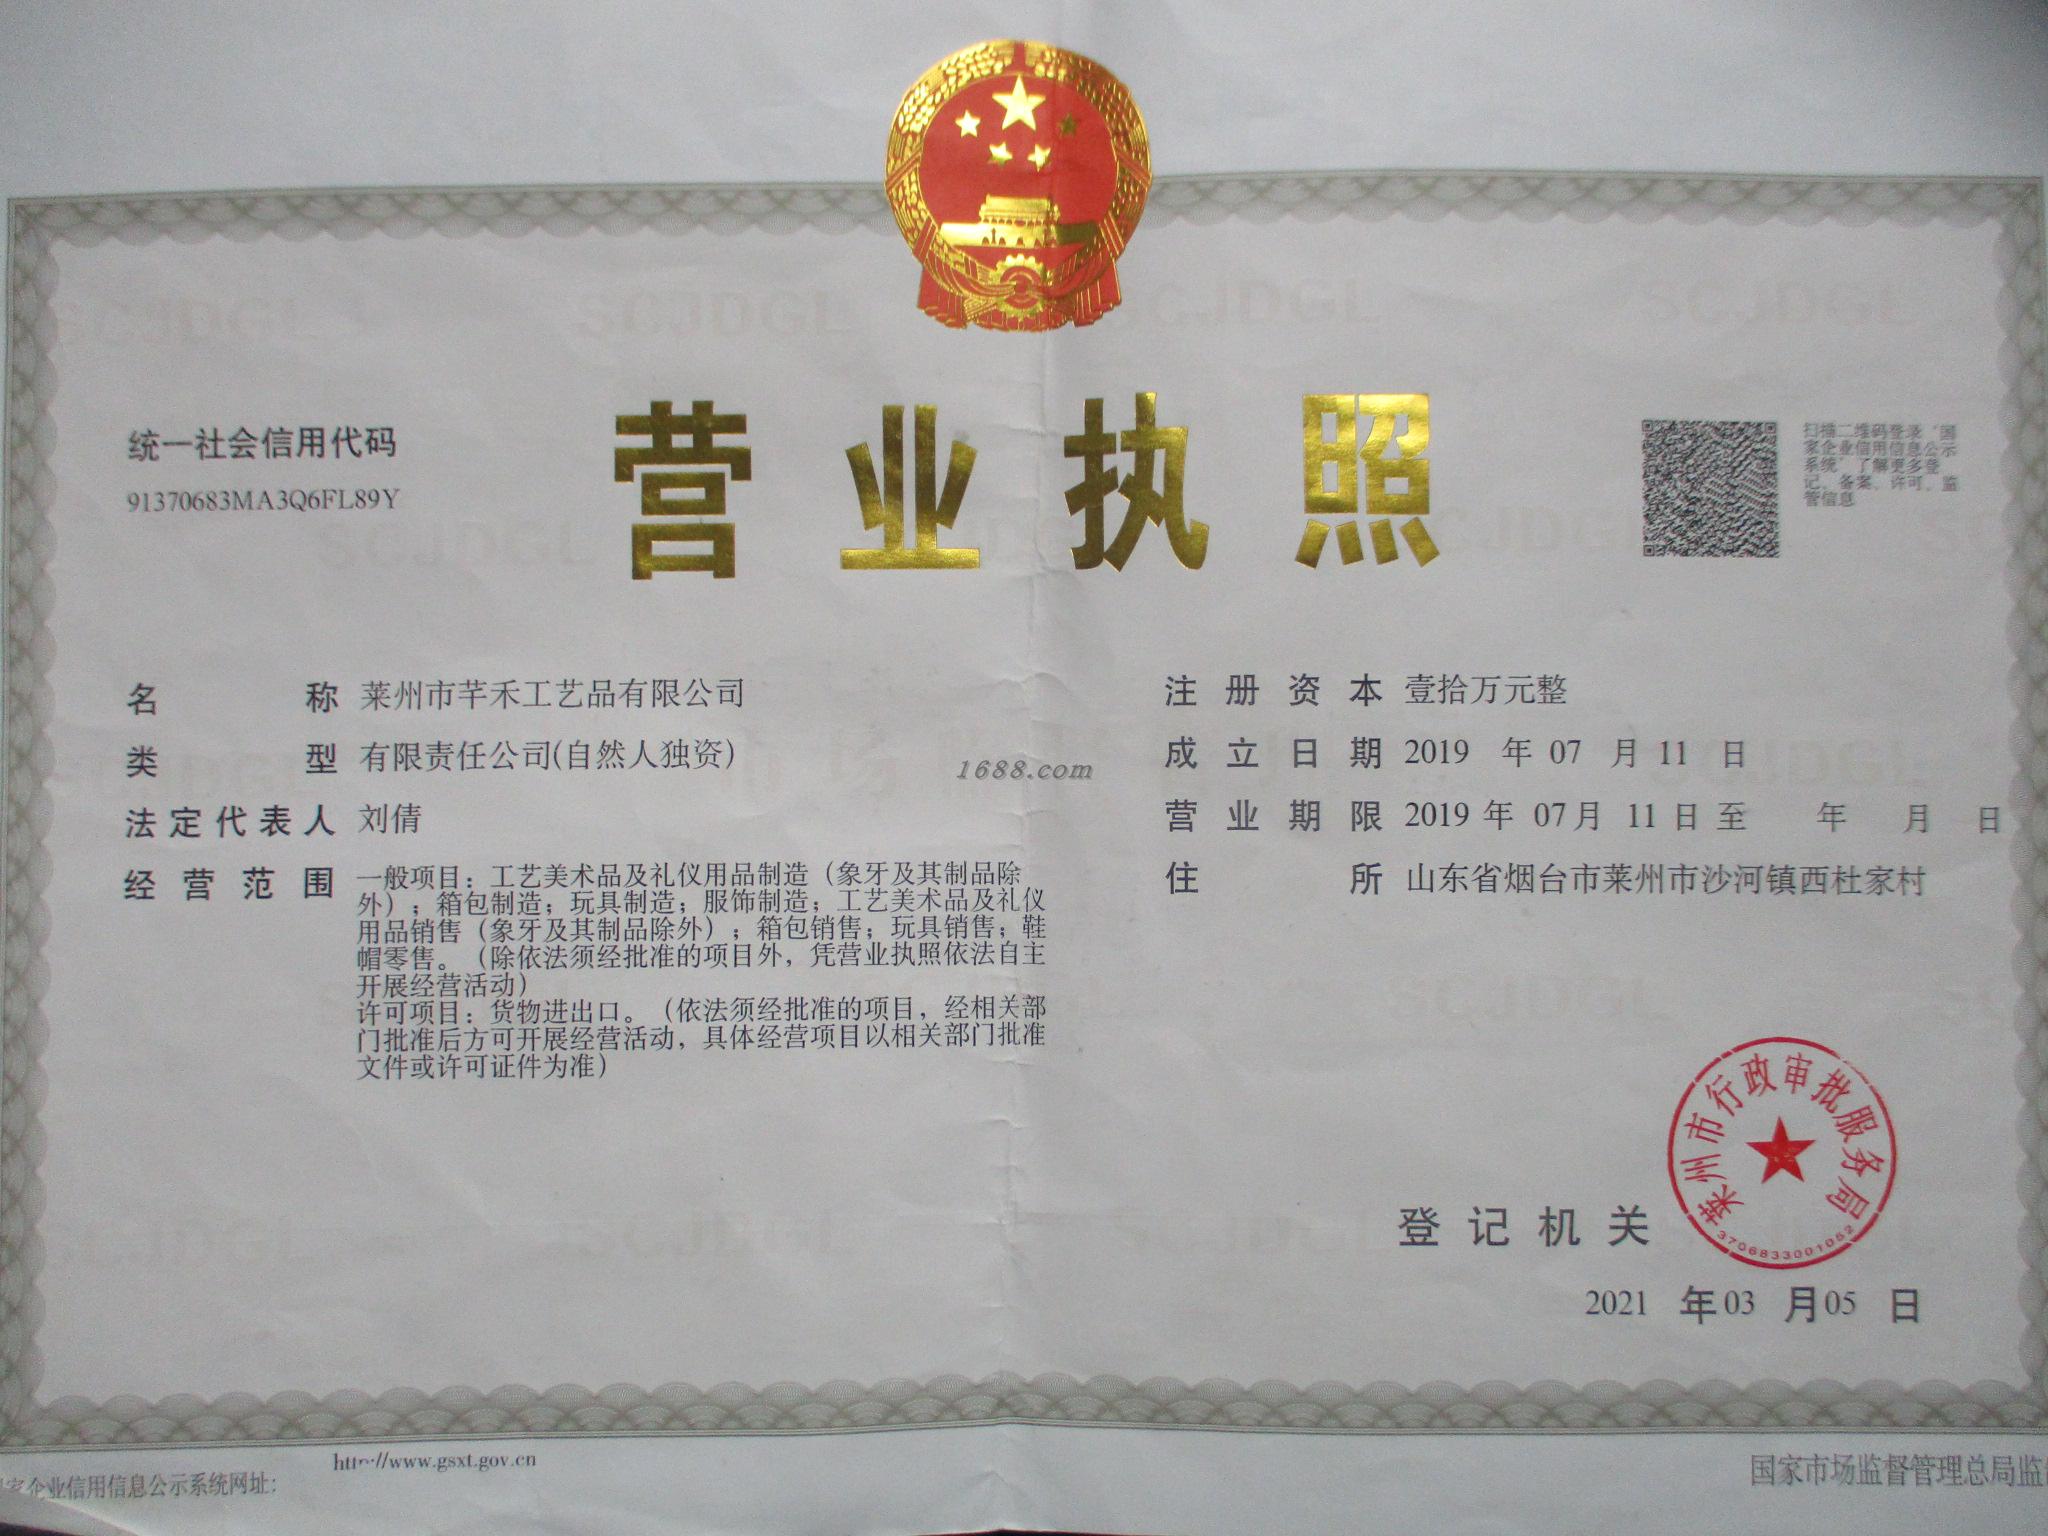 统一社会信用代码
91370683MA3Q6FL89Y
营业执照
扫描二维码登录‘国
家企业信用信息公示
系统’了解更多登
记、备案、许可、监
管信息
名称 莱州市芊禾工艺品有限公司
类型 有限责任公司(自然人独资)
法定代表人 刘倩
经营范围 一般项目：工艺美术品及礼仪用品制造（象牙及其制品除
外）；箱包制造；玩具制造；服饰制造；工艺美术品及礼仪
用品销售（象牙及其制品除外）；箱包销售；玩具销售；鞋
帽零售。（除依法须经批准的项目外，凭营业执照依法自主
开展经营活动）
许可项目：货物进出口。（依法须经批准的项目，经相关部
门批准后方可开展经营活动，具体经营项目以相关部门批准
文件或许可证件为准）
1688.com
注册资本 壹拾万元整
成立日期 2019 年 07 月 11 日
营业期限 2019 年 07 月 11 日 至 年 月 日
住所 山东省烟台市莱州市沙河镇西杜家村
莱州市行政审批服务局
3706833001052
登记机关
2021 年 03 月 05 日
http://www.gsxt.gov.cn
家企业信用信息公示系统网址：
国家市场监督管理总局监
SCJDGL